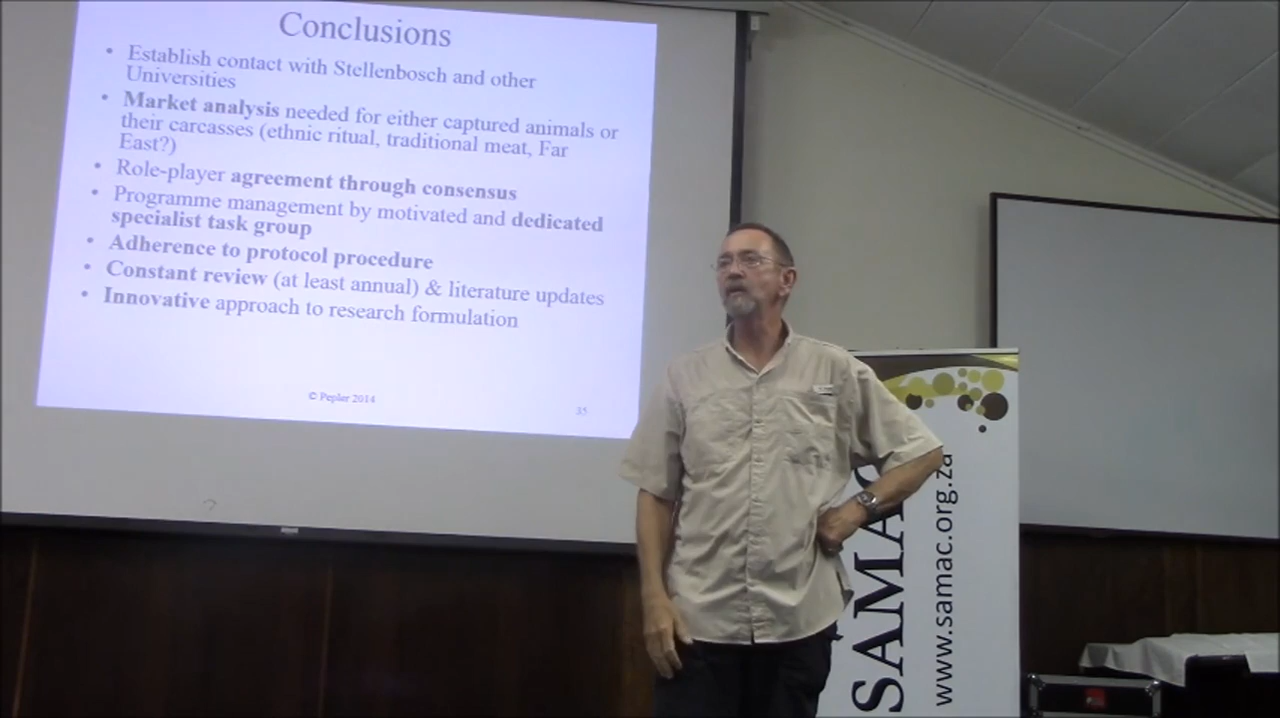 Conclusions
• Establish contact with Stellenbosch and other
Universities
• Market analysis needed for either captured animals or
their carcasses (ethnic ritual, traditional meat, Far
East?)
• Role-player agreement through consensus
• Programme management by motivated and dedicated
specialist task group
• Adherence to protocol procedure
• Constant review (at least annual) & literature updates
• Innovative approach to research formulation
© Pepler 2014
35
SAMAC
www.samac.org.za